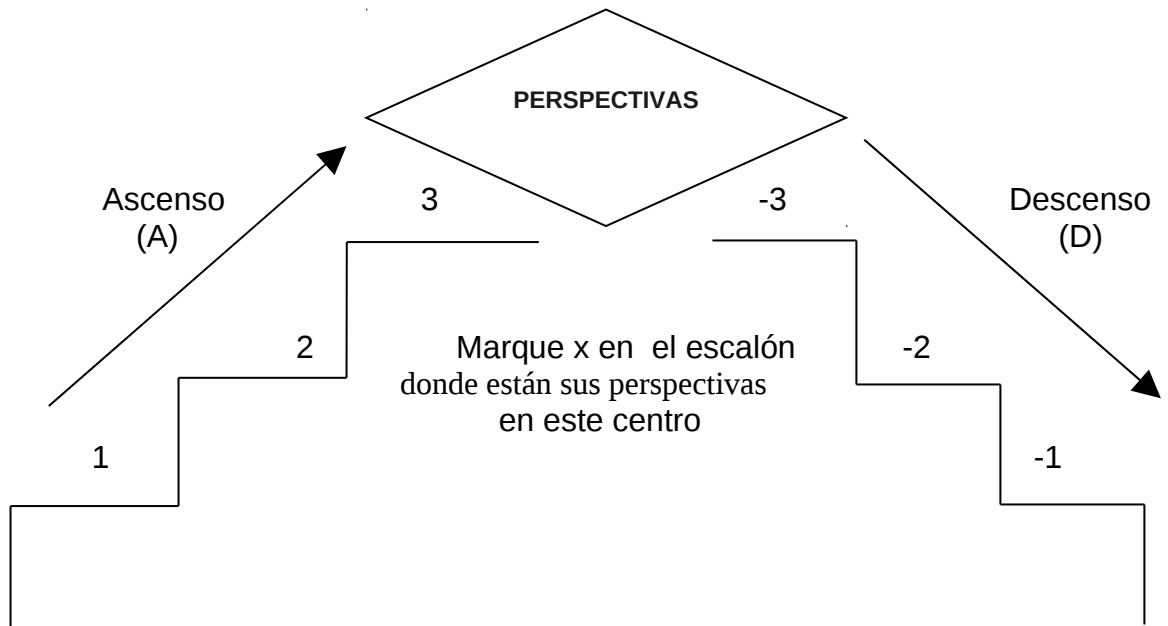 PERSPECTIVAS
Ascenso
(A)
3
-3
Descenso
(D)
2
Marque x en el escalón
donde están sus perspectivas
en este centro
-2
1
-1